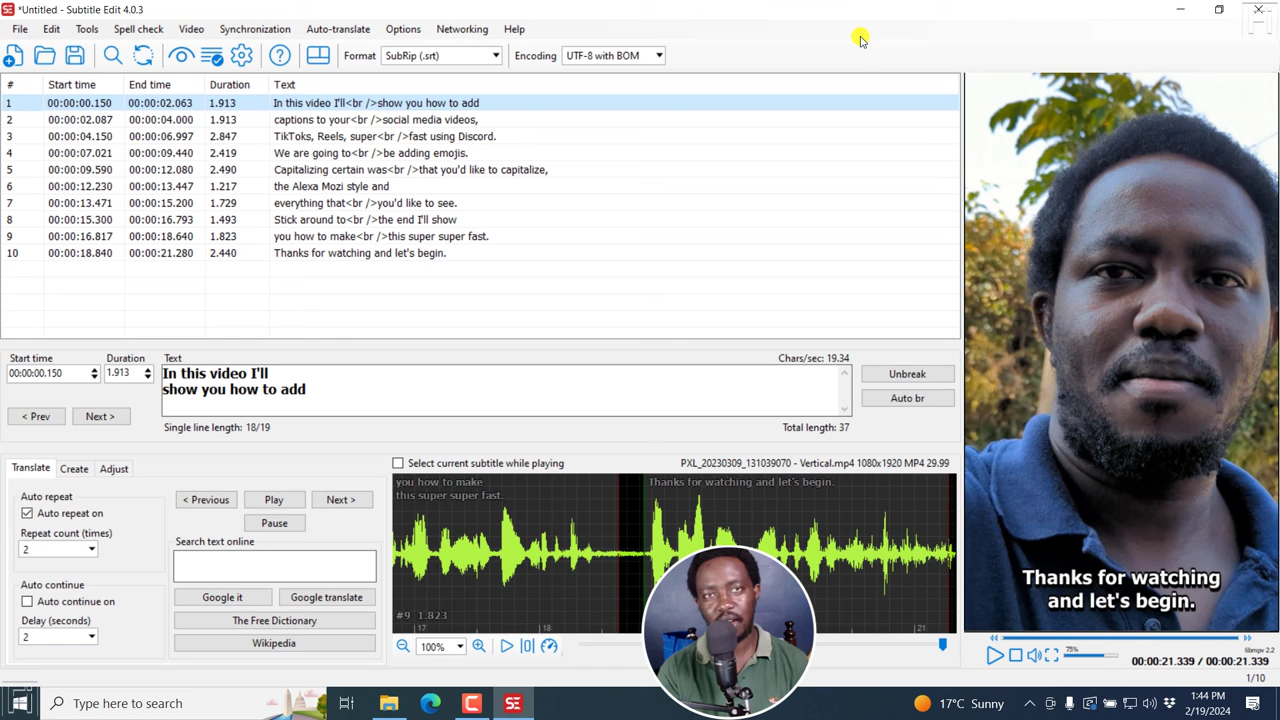 *Untitled - Subtitle Edit 4.0.3
File Edit Tools Spell check Video Synchronization Auto-translate Options Networking Help
Format SubRip (.srt) Encoding UTF-8 with BOM
# Start time End time Duration Text
1 00:00:00.150 00:00:02.063 1.913 In this video I'll<br />show you how to add
2 00:00:02.087 00:00:04.000 1.913 captions to your<br />social media videos,
3 00:00:04.150 00:00:06.997 2.847 TikToks, Reels, super<br />fast using Discord.
4 00:00:07.021 00:00:09.440 2.419 We are going to<br />be adding emojis.
5 00:00:09.590 00:00:12.080 2.490 Capitalizing certain was<br />that you'd like to capitalize,
6 00:00:12.230 00:00:13.447 1.217 the Alexa Mozi style and
7 00:00:13.471 00:00:15.200 1.729 everything that<br />you'd like to see.
8 00:00:15.300 00:00:16.793 1.493 Stick around to<br />the end I'll show
9 00:00:16.817 00:00:18.640 1.823 you how to make<br />this super super fast.
10 00:00:18.840 00:00:21.280 2.440 Thanks for watching and let's begin.
Start time Duration Text Chars/sec: 19.34
00:00:00.150 1.913 In this video I'll
show you how to add
Unbreak
Auto br
< Prev Next >
Single line length: 18/19 Total length: 37
Translate Create Adjust
Select current subtitle while playing PXL_20230309_131039070 - Vertical.mp4 1080x1920 MP4 29.99
Auto repeat
Auto repeat on
Repeat count (times)
2
Auto continue
Auto continue on
Delay (seconds)
2
< Previous Play Next >
Pause
Search text online
Google it Google translate
The Free Dictionary
Wikipedia
you how to make
this super super fast.
Thanks for watching and let's begin.
#9 1.823
17 18 21
100%
Thanks for watching
and let's begin.
75%
libmpv 2.2
00:00:21.339 / 00:00:21.339
1/10
Type here to search
SE
17°C Sunny
1:44 PM
2/19/2024